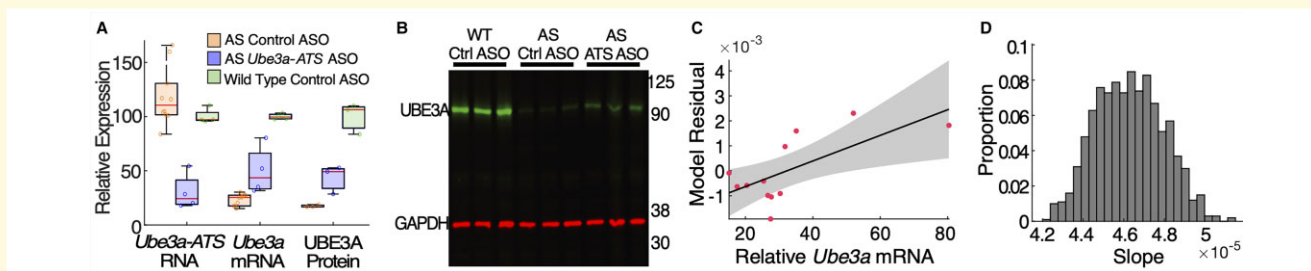 A
Relative Expression
150
100
50
0
AS Control ASO
AS Ube3a-ATS ASO
Wild Type Control ASO
Ube3a-ATS
RNA
Ube3a
mRNA
UBE3A
Protein
B
WT
Ctrl ASO
AS
Ctrl ASO
AS
ATS ASO
UBE3A
GAPDH
125
90
38
30
C
×10⁻³
Model Residual
4
3
2
1
0
-1
20
40
60
80
Relative Ube3a mRNA
D
Proportion
0.1
0.08
0.06
0.04
0.02
0
4.2
4.4
4.6
4.8
5
×10⁻⁵
Slope